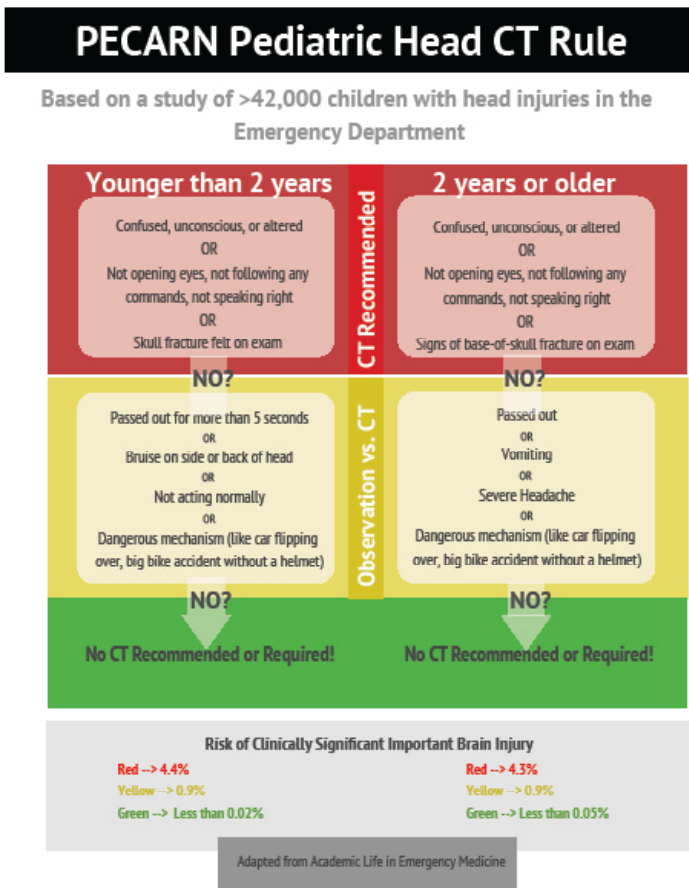 PECARN Pediatric Head CT Rule
Based on a study of >42,000 children with head injuries in the
Emergency Department
Younger than 2 years
Confused, unconscious, or altered
OR
Not opening eyes, not following any
commands, not speaking right
OR
Skull fracture felt on exam
CT Recommended
2 years or older
Confused, unconscious, or altered
OR
Not opening eyes, not following any
commands, not speaking right
OR
Signs of base-of-skull fracture on exam
NO?
NO?
Passed out for more than 5 seconds
OR
Bruise on side or back of head
OR
Not acting normally
OR
Dangerous mechanism (like car flipping
over, big bike accident without a helmet)
Observation vs. CT
Passed out
OR
Vomiting
OR
Severe Headache
OR
Dangerous mechanism (like car flipping
over, big bike accident without a helmet)
NO?
NO?
No CT Recommended or Required!
No CT Recommended or Required!
Risk of Clinically Significant Important Brain Injury
Red --> 4.4%
Yellow --> 0.9%
Green --> Less than 0.02%
Red --> 4.3%
Yellow --> 0.9%
Green --> Less than 0.05%
Adapted from Academic Life in Emergency Medicine